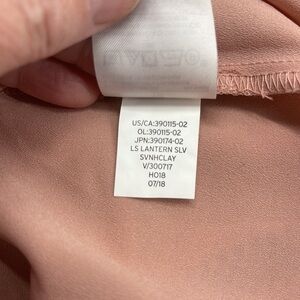 US/CA:390115-02
OL:390115-02
JPN:390174-02
LS LANTERN SLV
SVNHCLAY
V/300717
HO18
07/18